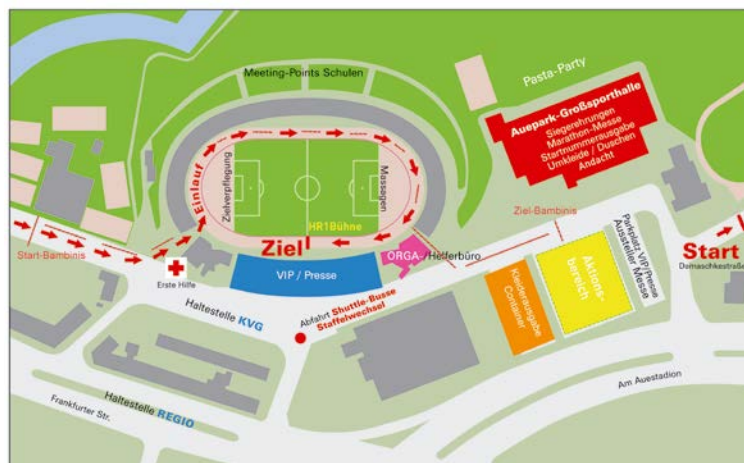 Meeting-Points Schulen
Pasta-Party
Auepark-Großsporthalle
Siegerehrungen
Marathon-Messe
Startnummerausgabe
Umkleide / Duschen
Andacht
Einlauf
Zielverpflegung
Massagen
HR1Bühne
Ziel
Ziel-Bambinis
Start-Bambinis
Erste Hilfe
VIP / Presse
ORGA-/Helferbüro
Parkplatz VIP/Presse
Aussteller Messe
Start
Damaschkestraße
Aktions-
bereich
Kleiderausgabe
Container
Haltestelle KVG
Abfahrt Shuttle-Busse
Staffelwechsel
Am Auestadion
Haltestelle REGIO
Frankfurter Str.